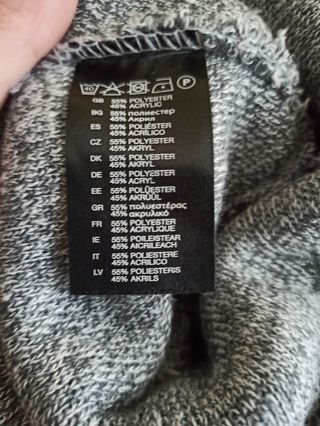 40 P
GB 55% POLYESTER
45% ACRYLIC
BG 55% полиестер
45% Акрил
ES 55% POLIÉSTER
45% ACRÍLICO
CZ 55% POLYESTER
45% AKRYL
DK 55% POLYESTER
45% AKRYL
DE 55% POLYESTER
45% ACRYL
EE 55% POLÜESTER
45% AKRÜÜL
GR 55% πολυεστέρας
45% ακρυλικό
FR 55% POLYESTER
45% ACRYLIQUE
IE 55% POILEISTEAR
45% AICRILEACH
IT 55% POLIESTERE
45% ACRILICO
LV 55% POLIESTERIS
45% AKRILS